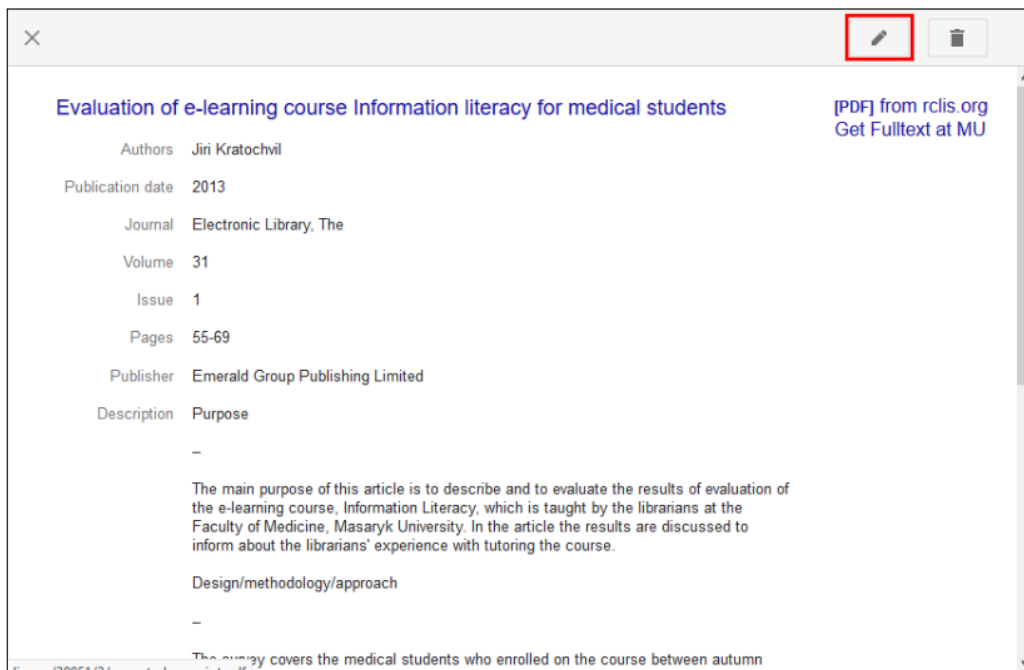 Evaluation of e-learning course Information literacy for medical students
[PDF] from rclis.org
Get Fulltext at MU
Authors Jiri Kratochvil
Publication date 2013
Journal Electronic Library, The
Volume 31
Issue 1
Pages 55-69
Publisher Emerald Group Publishing Limited
Description Purpose
–
The main purpose of this article is to describe and to evaluate the results of evaluation of
the e-learning course, Information Literacy, which is taught by the librarians at the
Faculty of Medicine, Masaryk University. In the article the results are discussed to
inform about the librarians' experience with tutoring the course.
Design/methodology/approach
–
The survey covers the medical students who enrolled on the course between autumn